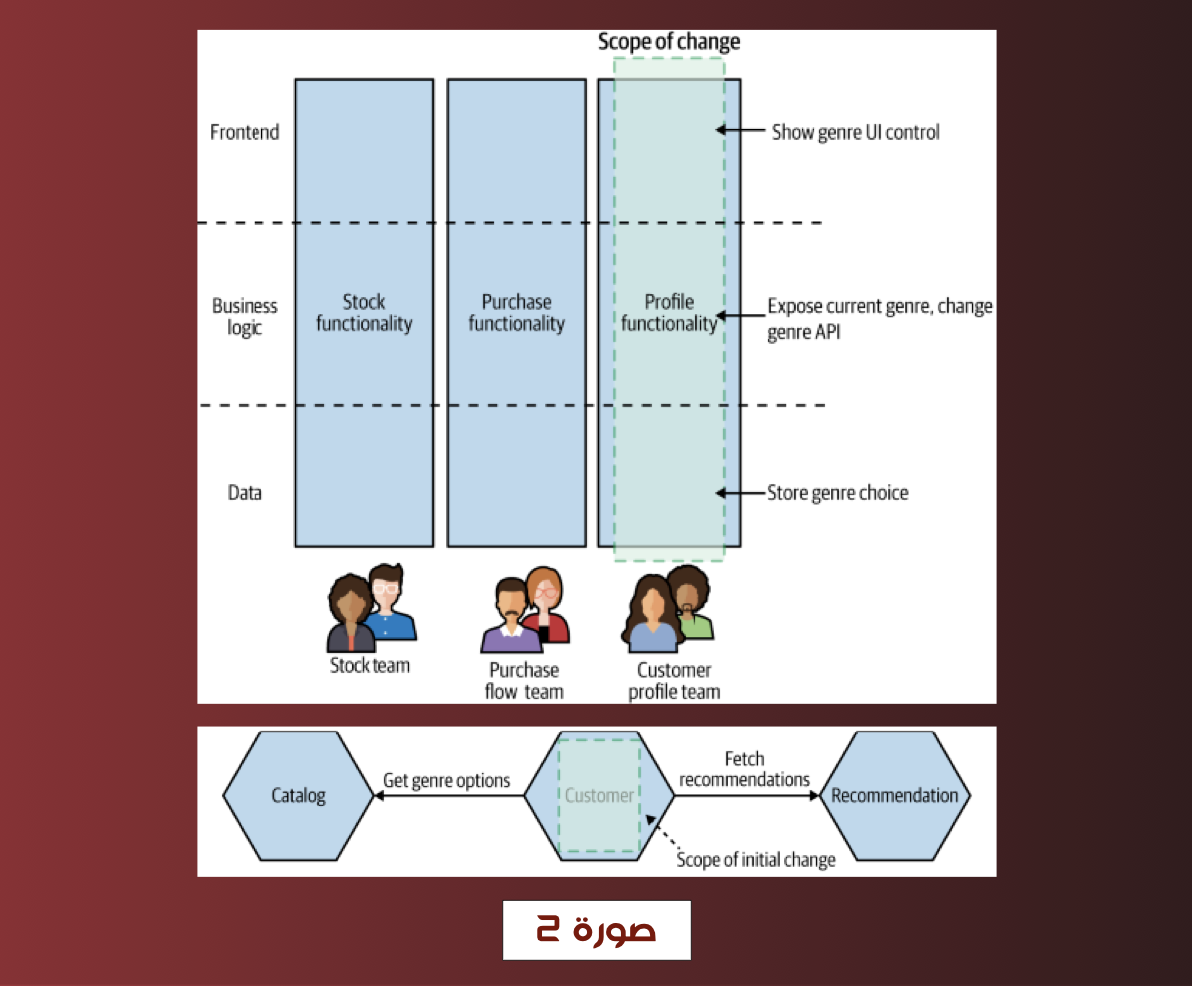 Scope of change
Frontend
Show genre UI control
Business
logic
Stock
functionality
Purchase
functionality
Profile
functionality
Expose current genre, change
genre API
Data
Store genre choice
Stock team
Purchase
flow team
Customer
profile team
Catalog
Get genre options
Customer
Fetch
recommendations
Recommendation
Scope of initial change
صورة 2